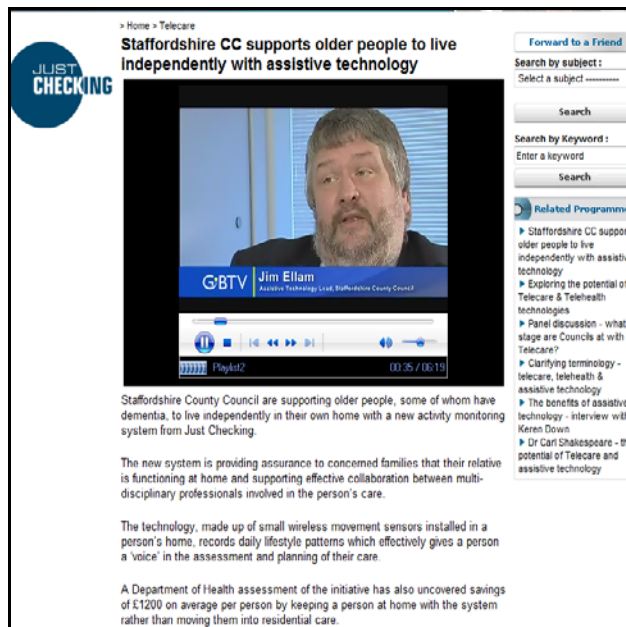 > Home > Telecare
Staffordshire CC supports older people to live
independently with assistive technology
JUST
CHECKING
G BTV
Jim Ellam
Assistive Technology Lead, Staffordshire County Council
Playlist2
00:35 / 06:19
Staffordshire County Council are supporting older people, some of whom have
dementia, to live independently in their own home with a new activity monitoring
system from Just Checking.
The new system is providing assurance to concerned families that their relative
is functioning at home and supporting effective collaboration between multi-
disciplinary professionals involved in the person's care.
The technology, made up of small wireless movement sensors installed in a
person's home, records daily lifestyle patterns which effectively gives a person
a 'voice' in the assessment and planning of their care.
A Department of Health assessment of the initiative has also uncovered savings
of £1200 on average per person by keeping a person at home with the system
rather than moving them into residential care.
Forward to a Friend
Search by subject :
Select a subject ----------
Search
Search by Keyword :
Enter a keyword
Search
Related Programm
Staffordshire CC suppor
older people to live
independently with assistiv
technology
Exploring the potential of
Telecare & Telehealth
technologies
Panel discussion - what
stage are Councils at with
Telecare?
Clarifying terminology -
telecare, telehealth &
assistive technology
The benefits of assistive
technology - interview with
Keren Down
Dr Carl Shakespeare - th
potential of Telecare and
assistive technology